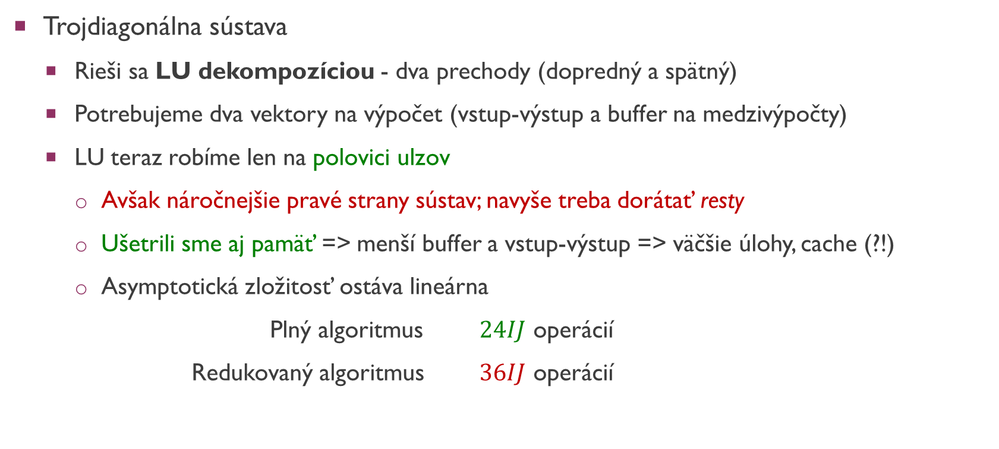 Trojdiagonálna sústava
Rieši sa LU dekompozíciou - dva prechody (dopredný a spätný)
Potrebujeme dva vektory na výpočet (vstup-výstup a buffer na medzivýpočty)
LU teraz robíme len na polovici ulzov
Avšak náročnejšie pravé strany sústav; navyše treba dorátať resty
Ušetrili sme aj pamäť => menší buffer a vstup-výstup => väčšie úlohy, cache (?!)
Asymptotická zložitosť ostáva lineárna
Plný algoritmus 24IJ operácií
Redukovaný algoritmus 36IJ operácií